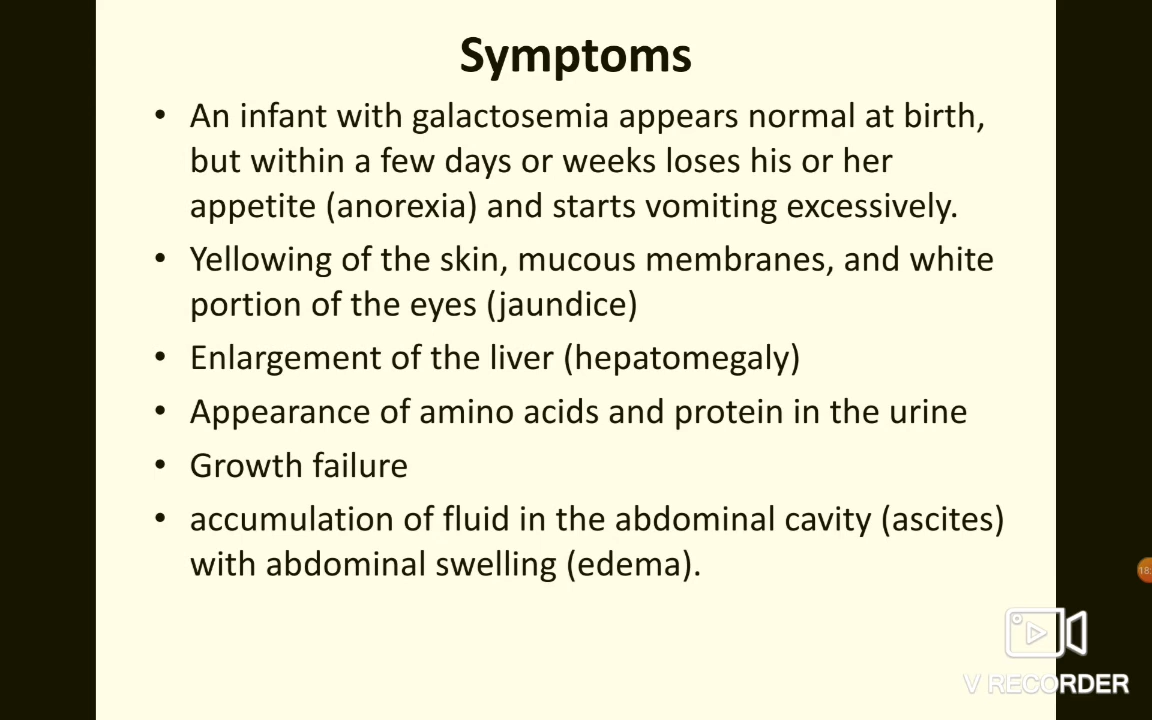 Symptoms
• An infant with galactosemia appears normal at birth,
but within a few days or weeks loses his or her
appetite (anorexia) and starts vomiting excessively.
• Yellowing of the skin, mucous membranes, and white
portion of the eyes (jaundice)
• Enlargement of the liver (hepatomegaly)
• Appearance of amino acids and protein in the urine
• Growth failure
• accumulation of fluid in the abdominal cavity (ascites)
with abdominal swelling (edema).
18:
V RECORDER